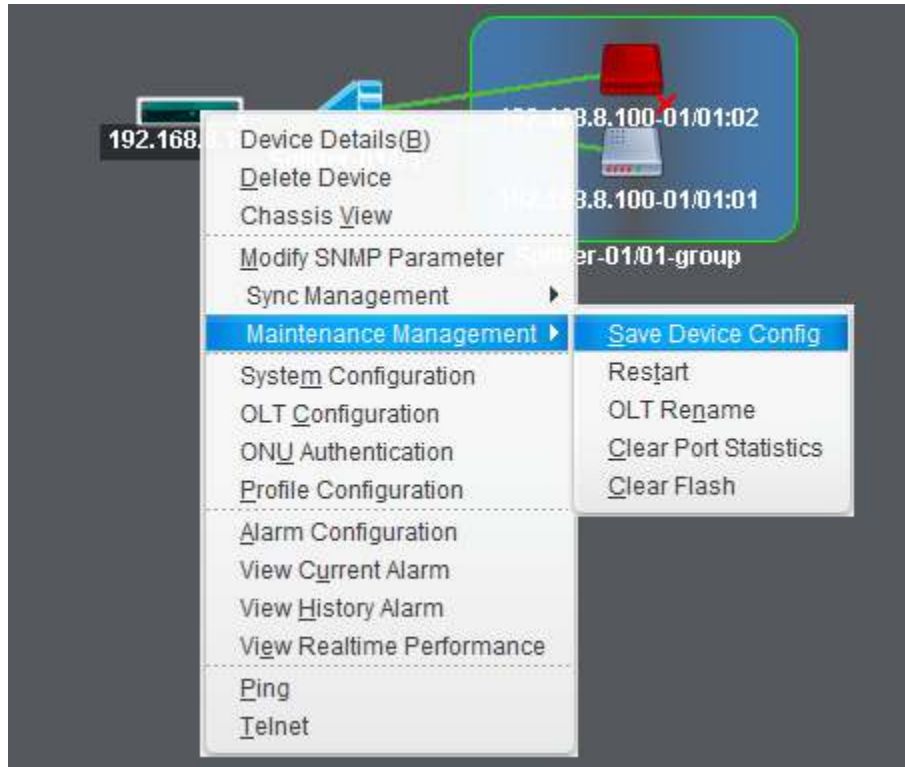 8.100-01/01:02
192.168.
3.8.100-01/01:01
er-01/01-group
Device Details(B)
Delete Device
Chassis View
Modify SNMP Parameter
Sync Management
Maintenance Management
System Configuration
OLT Configuration
ONU Authentication
Profile Configuration
Alarm Configuration
View Current Alarm
View History Alarm
View Realtime Performance
Ping
Telnet
Save Device Config
Restart
OLT Rename
Clear Port Statistics
Clear Flash